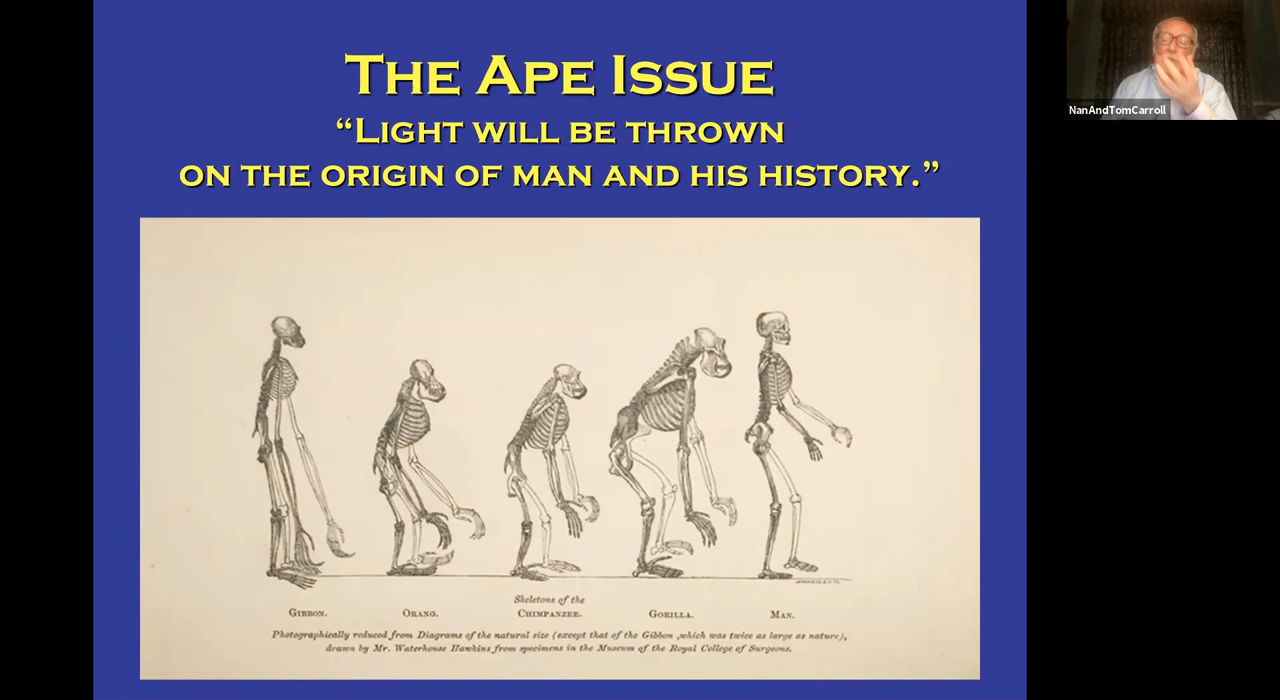 THE APE ISSUE
“LIGHT WILL BE THROWN
ON THE ORIGIN OF MAN AND HIS HISTORY.”
NanAndTomCarroll
Skeletons of the
GIBBON. ORANG. CHIMPANZEE. GORILLA. MAN.
Photographically reduced from Diagrams of the natural size (except that of the Gibbon ,which was twice as large as nature),
drawn by Mr. Waterhouse Hawkins from specimens in the Museum of the Royal College of Surgeons.